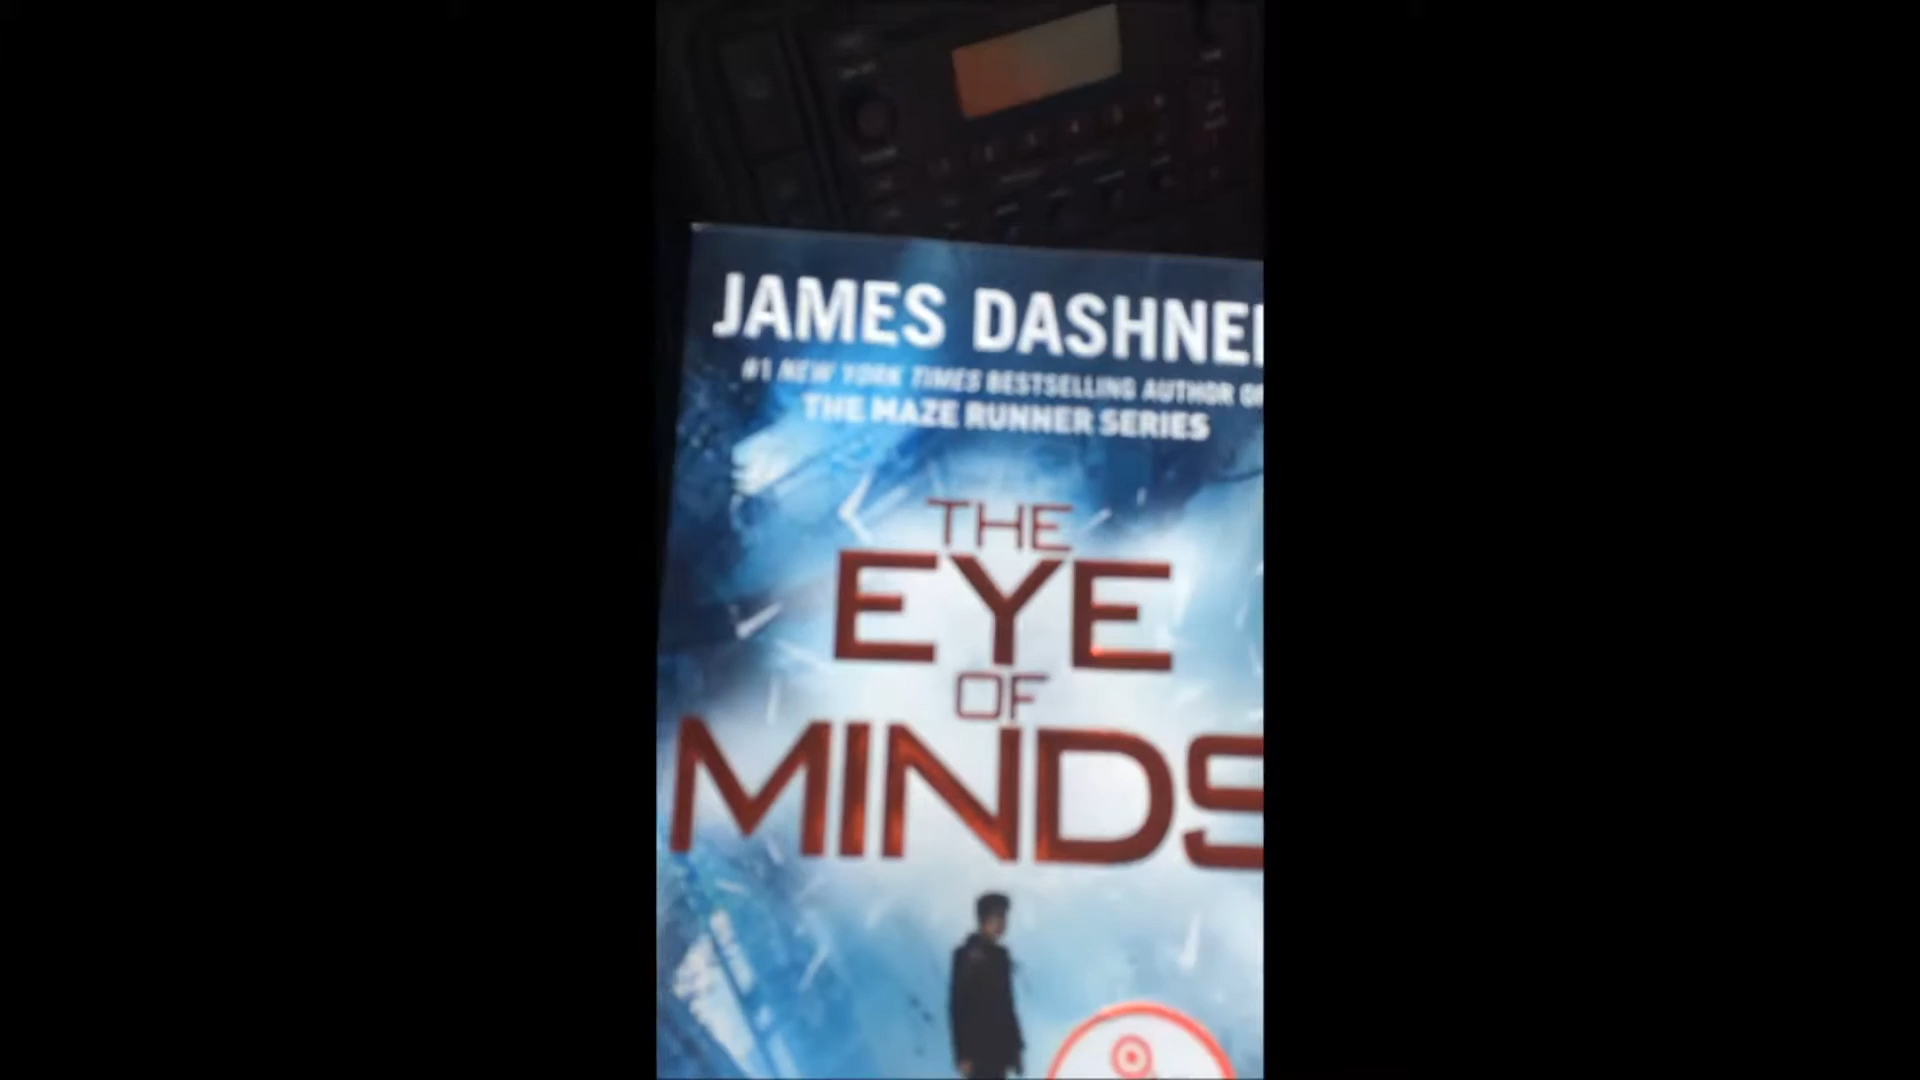 JAMES DASHNE
#1 NEW YORK TIMES BESTSELLING AUTHOR OF
THE MAZE RUNNER SERIES
THE
EYE
OF
MINDS